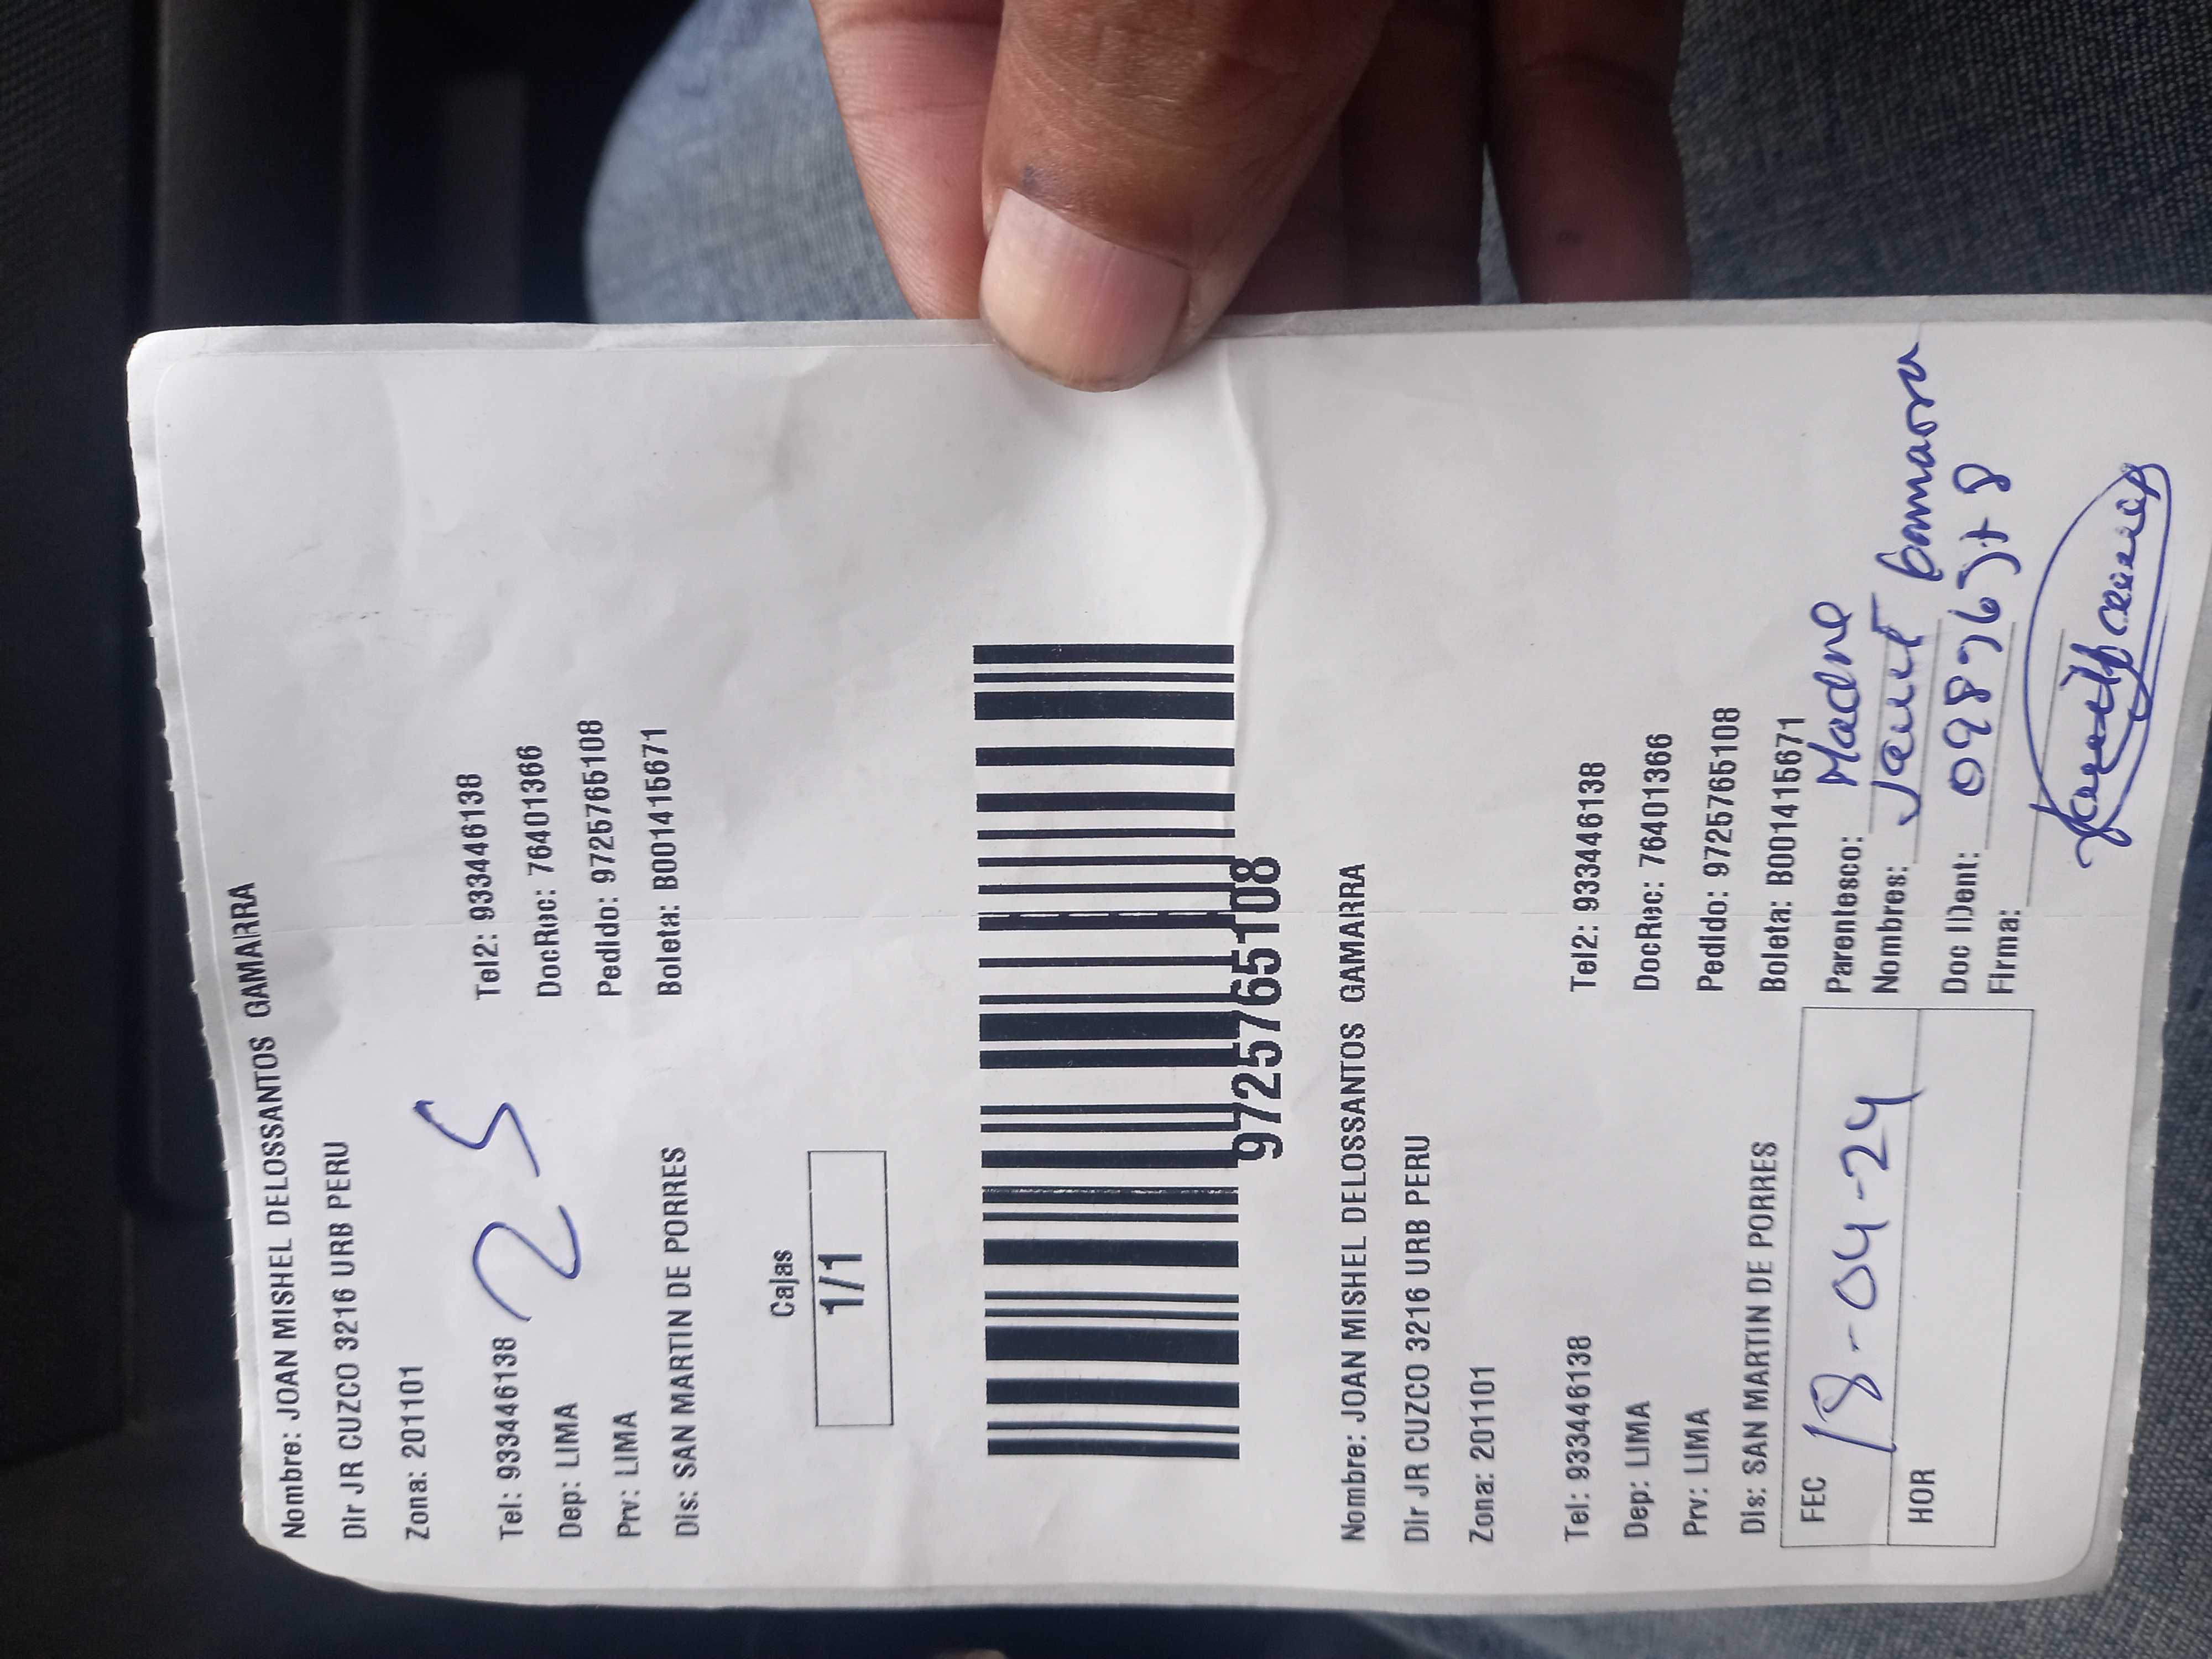 Nombre: JOAN MISHEL DELOSSANTOS GAMARRA
Dir JR CUZCO 3216 URB PERU
Zona: 201101
25
Tel: 933446138 Tel2: 933446138
Dep: LIMA DocRec: 76401366
Prv: LIMA Pedido: 9725765108
Dis: SAN MARTIN DE PORRES Boleta: B001415671
Cajas
1/1
9725765108
Nombre: JOAN MISHEL DELOSSANTOS GAMARRA
Dir JR CUZCO 3216 URB PERU
Zona: 201101
Tel: 933446138 Tel2: 933446138
Dep: LIMA DocRec: 76401366
Prv: LIMA Pedido: 9725765108
Dis: SAN MARTIN DE PORRES Boleta: B001415671
FEC 18-04-24 Parentesco: Madre
Nombres: Janet Gamarra
HOR Doc IDent:
Firma: